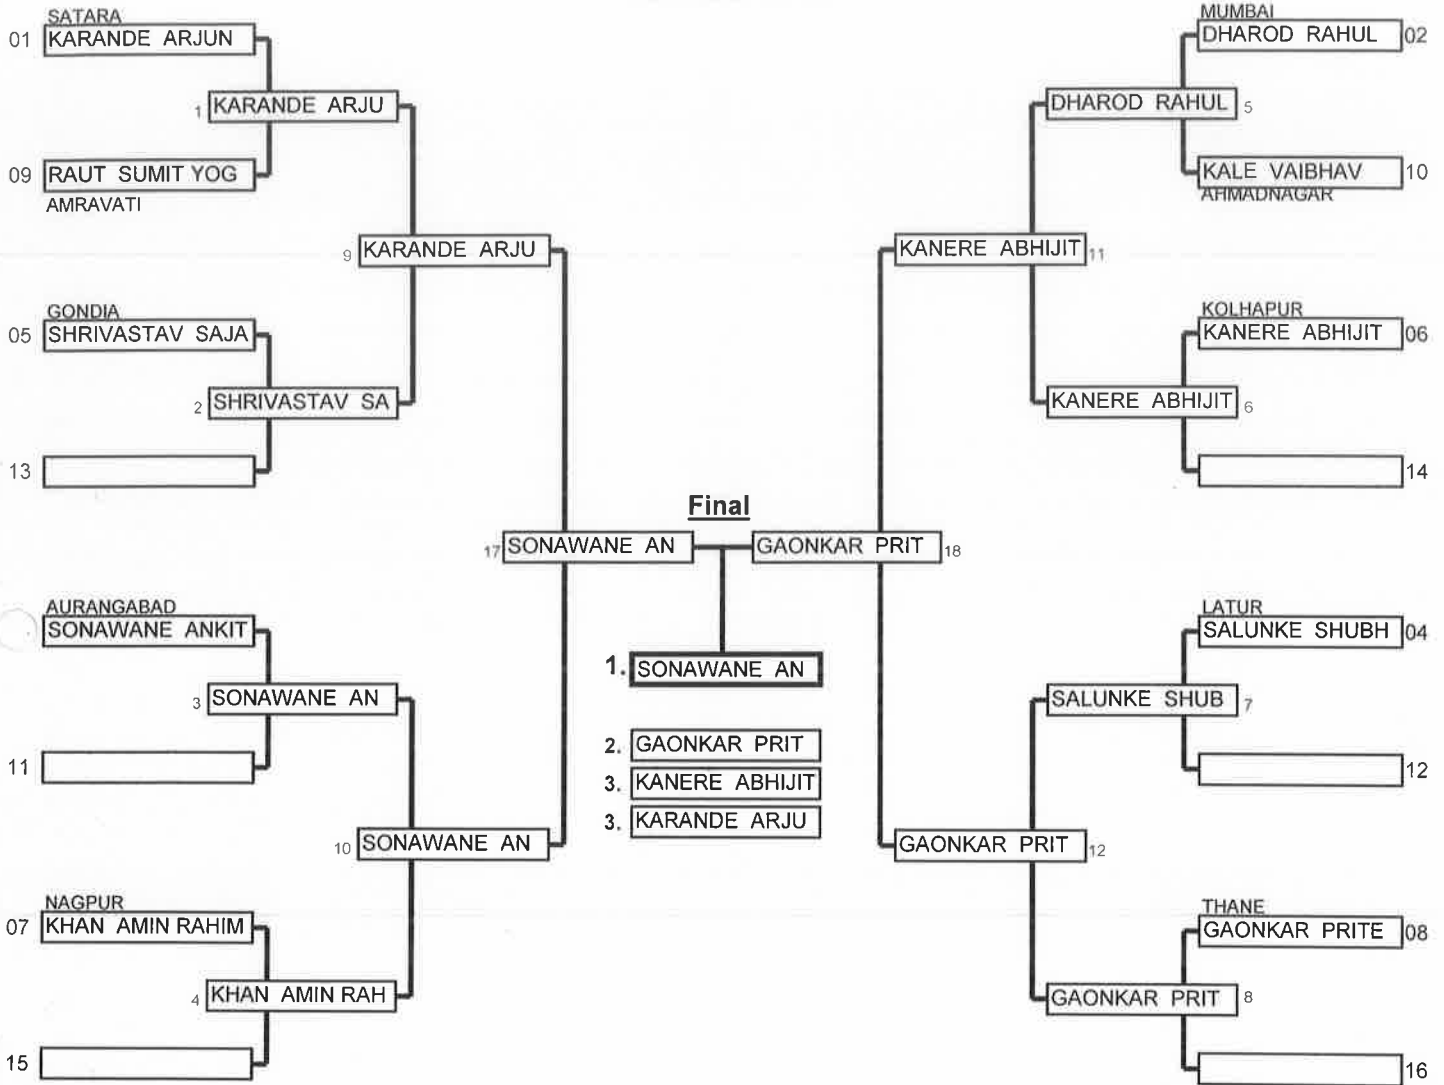 SATARA
01 KARANDE ARJUN
1 KARANDE ARJU
09 RAUT SUMIT YOG
AMRAVATI
9 KARANDE ARJU
GONDIA
05 SHRIVASTAV SAJA
2 SHRIVASTAV SA
13
17 SONAWANE AN
AURANGABAD
SONAWANE ANKIT
3 SONAWANE AN
11
10 SONAWANE AN
NAGPUR
07 KHAN AMIN RAHIM
4 KHAN AMIN RAH
15
Final
1. SONAWANE AN
2. GAONKAR PRIT
3. KANERE ABHIJIT
3. KARANDE ARJU
MUMBAI
DHAROD RAHUL 02
DHAROD RAHUL 5
KALE VAIBHAV 10
AHMADNAGAR
KANERE ABHIJIT 11
KOLHAPUR
KANERE ABHIJIT 06
KANERE ABHIJIT 6
14
GAONKAR PRIT 18
LATUR
SALUNKE SHUBH 04
SALUNKE SHUB 7
12
GAONKAR PRIT 12
THANE
GAONKAR PRITE 08
GAONKAR PRIT 8
16